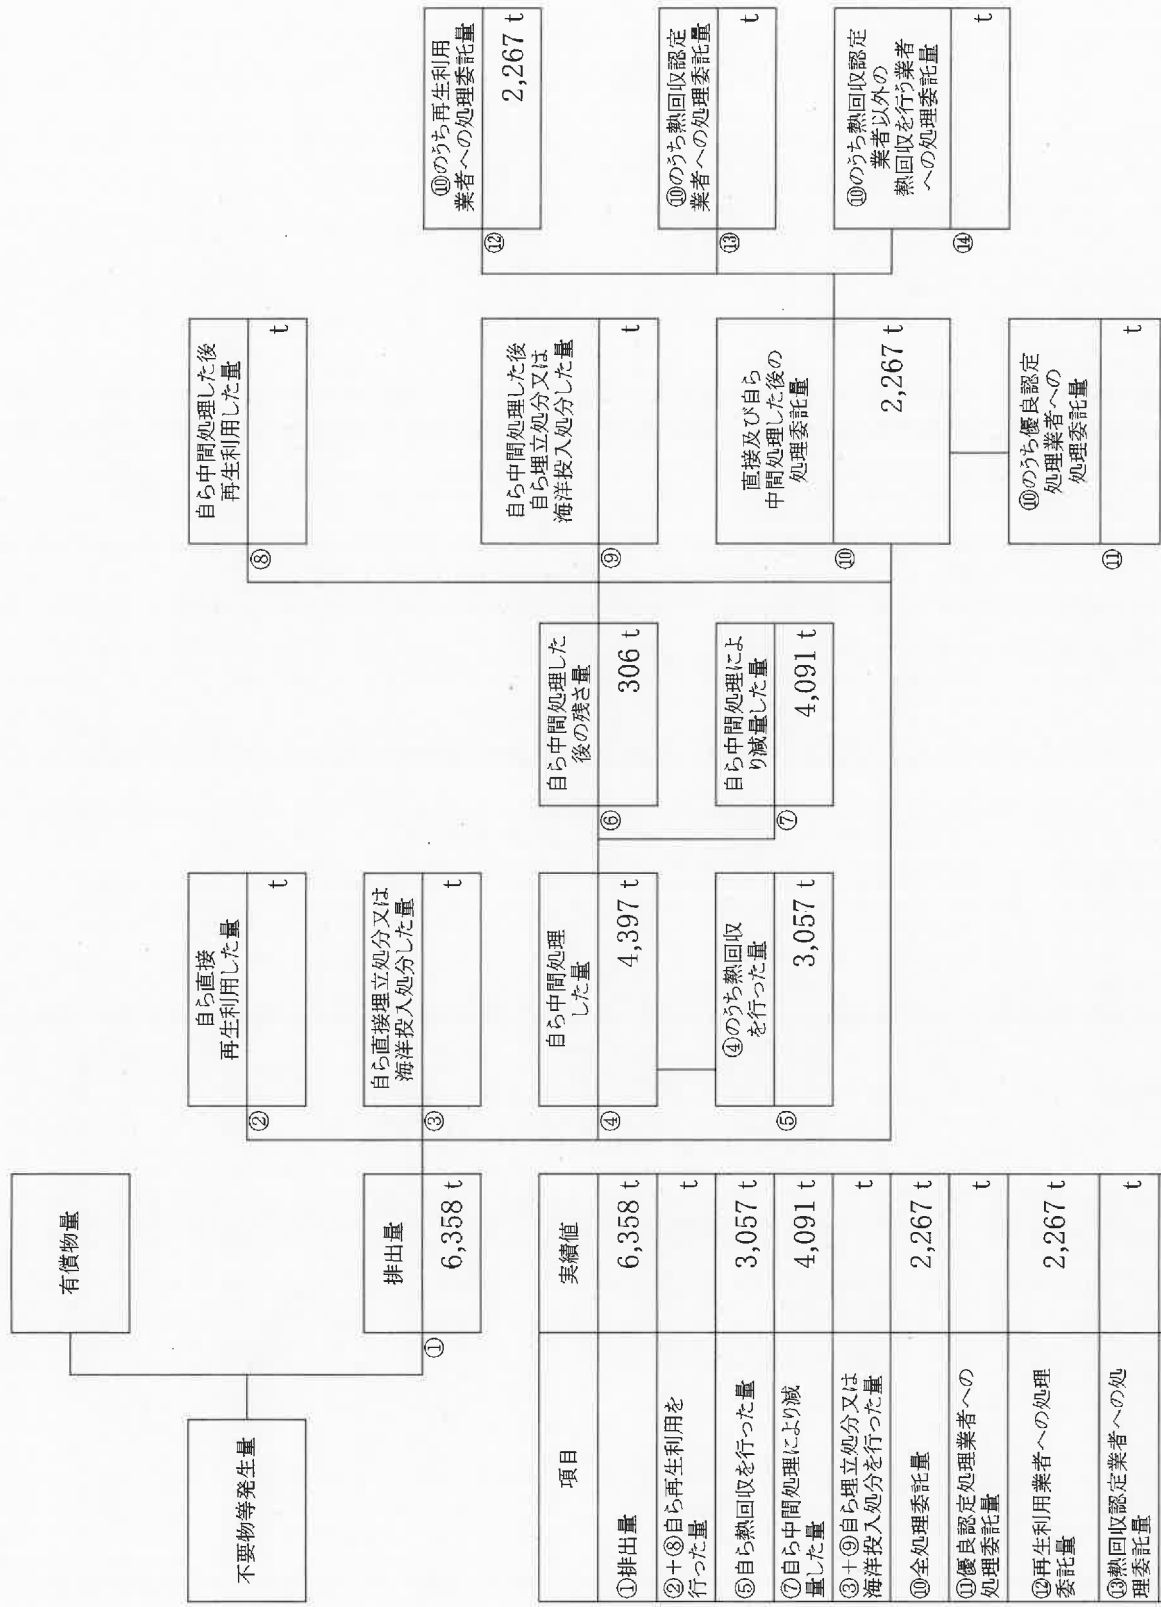 有償物量
不要物等発生量
排出量
①
6,358 t
自ら直接
再生利用した量
②
t
自ら直接埋立処分又は
海洋投入処分した量
③
t
自ら中間処理
した量
④
4,397 t
④のうち熱回収
を行った量
⑤
3,057 t
自ら中間処理した
後の残さ量
⑥
306 t
自ら中間処理によ
り減量した量
⑦
4,091 t
自ら中間処理した後
再生利用した量
⑧
t
自ら中間処理した後
自ら埋立処分又は
海洋投入処分した量
⑨
t
直接及び自ら
中間処理した後の
処理委託量
⑩
2,267 t
⑩のうち優良認定
処理業者への
処理委託量
⑪
t
⑩のうち再生利用
業者への処理委託量
⑫
2,267 t
⑩のうち熱回収認定
業者への処理委託量
⑬
t
⑩のうち熱回収認定
業者以外の
熱回収を行う業者
への処理委託量
⑭
t
項目
実績値
①排出量
6,358 t
②+⑧自ら再生利用を
行った量
t
⑤自ら熱回収を行った量
3,057 t
⑦自ら中間処理により減
量した量
4,091 t
③+⑨自ら埋立処分又は
海洋投入処分を行った量
t
⑩全処理委託量
2,267 t
⑪優良認定処理業者への
処理委託量
t
⑫再生利用業者への処理
委託量
2,267 t
⑬熱回収認定業者への処
理委託量
t